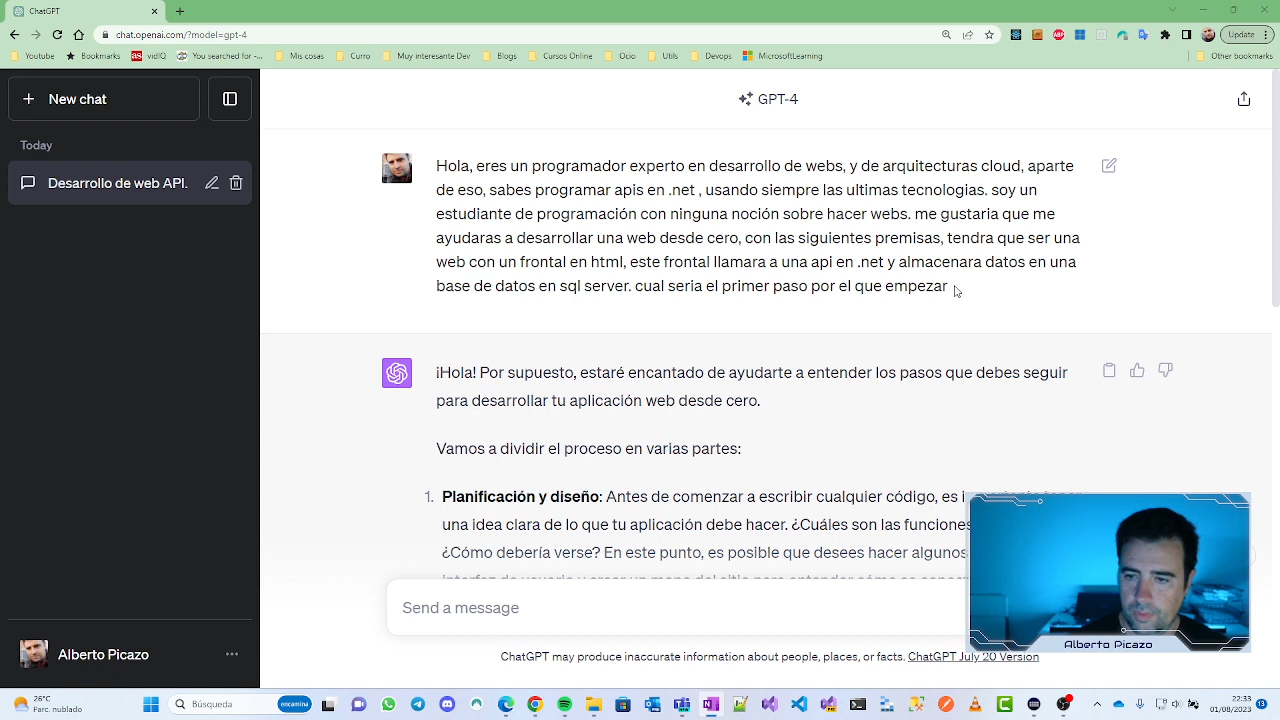 ChatGPT
chat.openai.com/?model=gpt-4
Update
Youtube
Bookmarks
vidIQ
You searched for -...
Mis cosas
Curro
Muy interesante Dev
Blogs
Cursos Online
Ocio
Utils
Devops
MicrosoftLearning
Other bookmarks
New chat
GPT-4
Today
Desarrollo de web API.
Hola, eres un programador experto en desarrollo de webs, y de arquitecturas cloud, aparte
de eso, sabes programar apis en .net , usando siempre las ultimas tecnologias. soy un
estudiante de programación con ninguna noción sobre hacer webs. me gustaria que me
ayudaras a desarrollar una web desde cero, con las siguientes premisas, tendra que ser una
web con un frontal en html, este frontal llamara a una api en .net y almacenara datos en una
base de datos en sql server. cual seria el primer paso por el que empezar
¡Hola! Por supuesto, estaré encantado de ayudarte a entender los pasos que debes seguir
para desarrollar tu aplicación web desde cero.
Vamos a dividir el proceso en varias partes:
1. Planificación y diseño: Antes de comenzar a escribir cualquier código, es
una idea clara de lo que tu aplicación debe hacer. ¿Cuáles son las funciones
¿Cómo debería verse? En este punto, es posible que desees hacer algunos
Send a message
Alberto Picazo
Alberto Picazo
ChatGPT may produce inaccurate information about people, places, or facts. ChatGPT July 20 Version
26°C
Parc. nublado
Búsqueda
encamina
22:33
01/08/2023